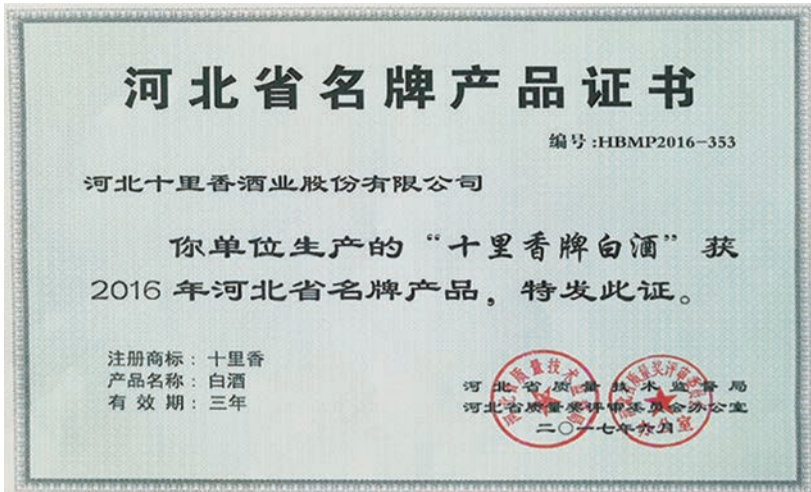 河北省名牌产品证书
编号:HBMP2016-353
河北十里香酒业股份有限公司
你单位生产的“十里香牌白酒”获
2016年河北省名牌产品,特发此证。
注册商标:十里香
产品名称:白酒
有效期:三年
河北省质量技术监督局
河北省质量奖评审委员会办公室
二〇一七年六月